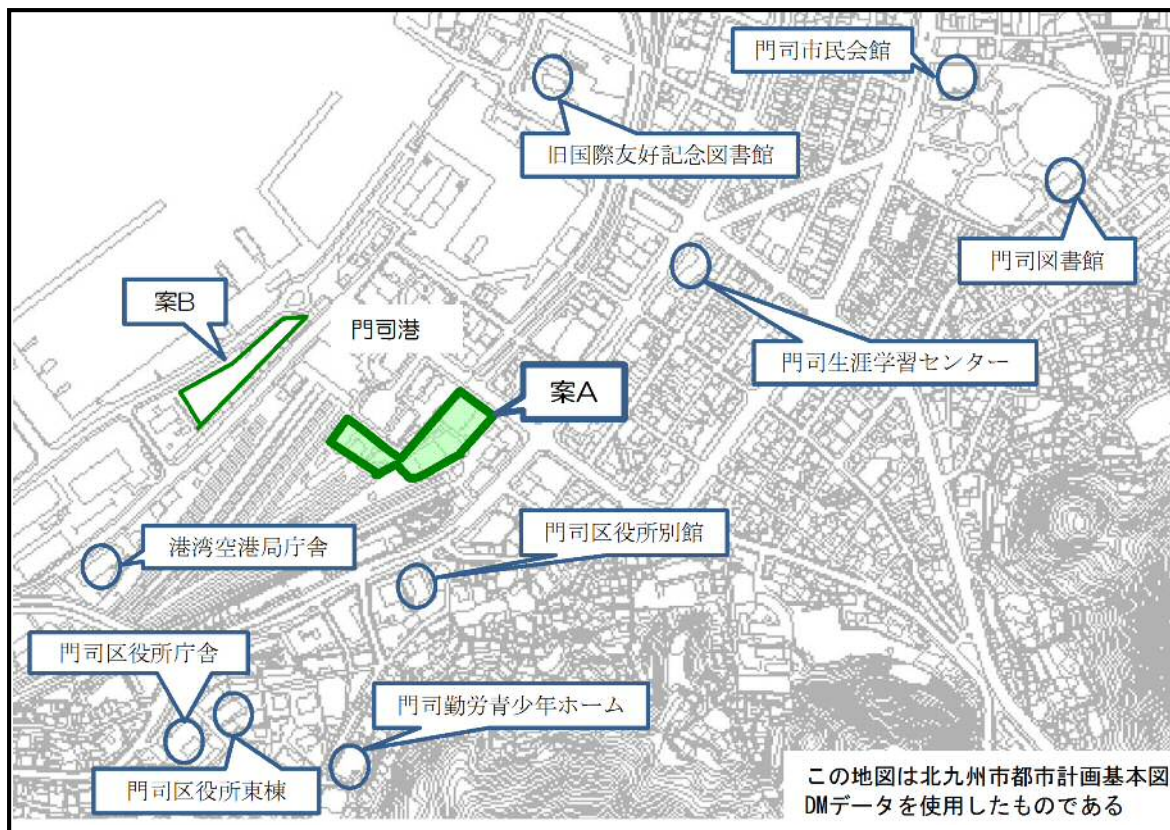 門司市民会館
旧国際友好記念図書館
門司図書館
案B
門司港
門司生涯学習センター
案A
門司区役所別館
港湾空港局庁舎
門司区役所庁舎
門司勤労青少年ホーム
門司区役所東棟
この地図は北九州市都市計画基本図
DMデータを使用したものである